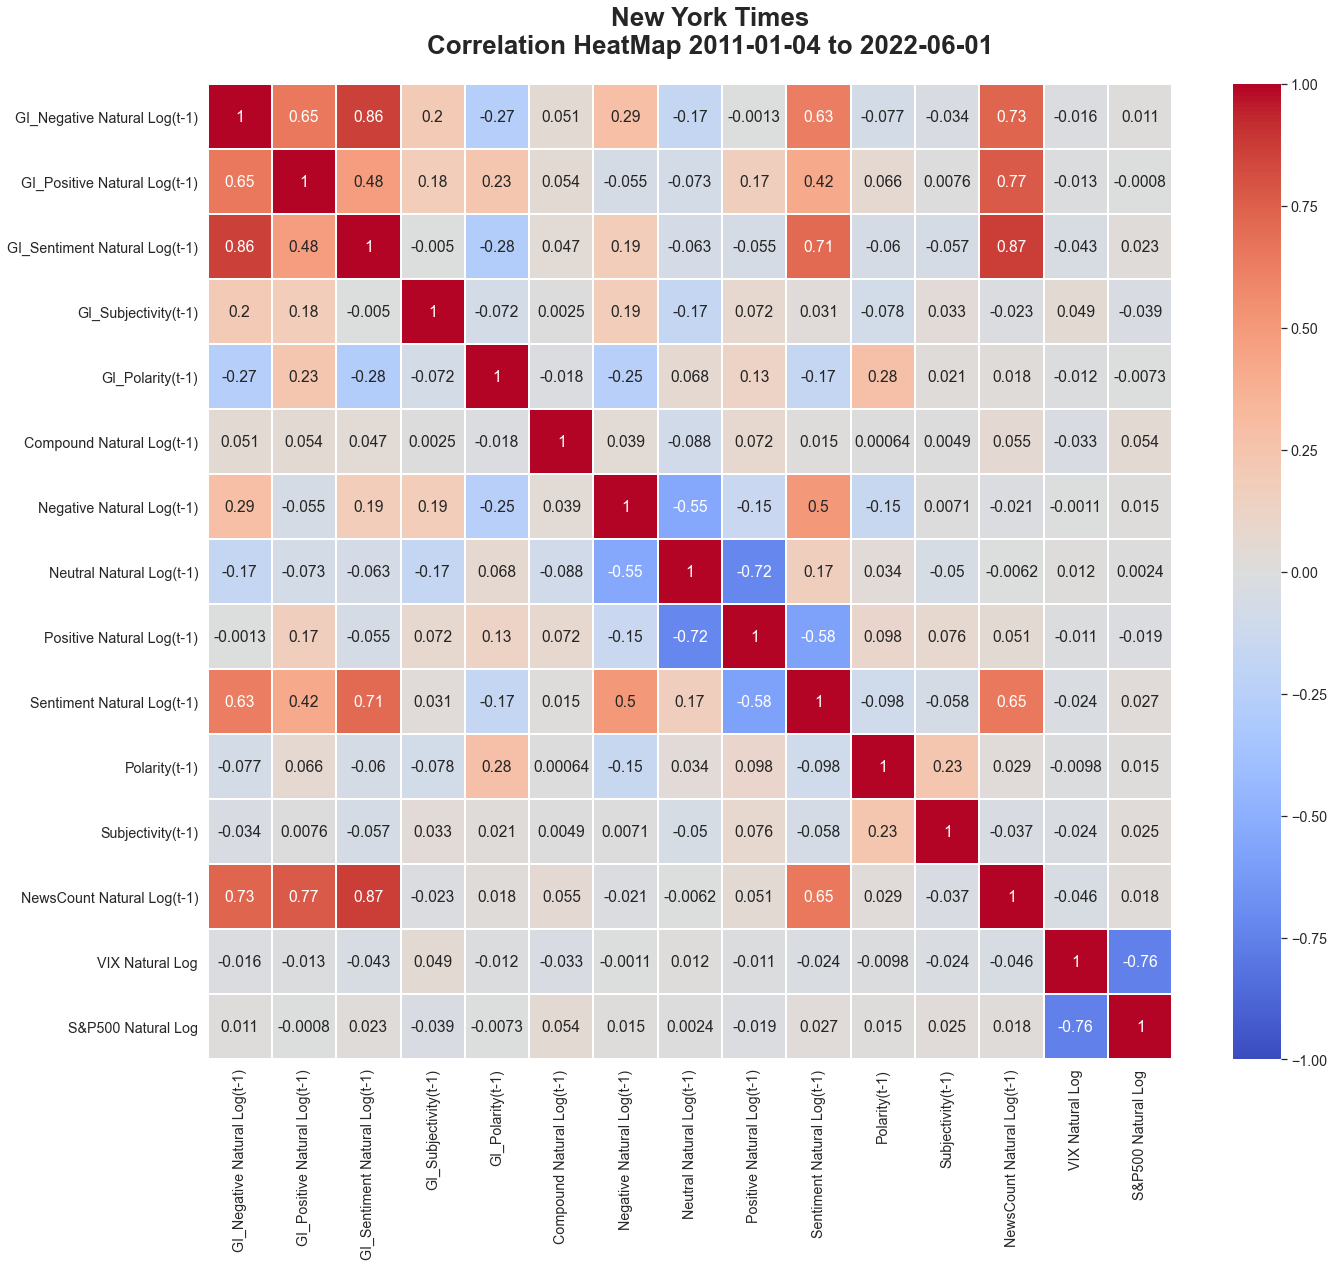 New York Times
Correlation HeatMap 2011-01-04 to 2022-06-01
GI_Negative Natural Log(t-1) 1 0.65 0.86 0.2 -0.27 0.051 0.29 -0.17 -0.0013 0.63 -0.077 -0.034 0.73 -0.016 0.011
GI_Positive Natural Log(t-1) 0.65 1 0.48 0.18 0.23 0.054 -0.055 -0.073 0.17 0.42 0.066 0.0076 0.77 -0.013 -0.0008
GI_Sentiment Natural Log(t-1) 0.86 0.48 1 -0.005 -0.28 0.047 0.19 -0.063 -0.055 0.71 -0.06 -0.057 0.87 -0.043 0.023
GI_Subjectivity(t-1) 0.2 0.18 -0.005 1 -0.072 0.0025 0.19 -0.17 0.072 0.031 -0.078 0.033 -0.023 0.049 -0.039
GI_Polarity(t-1) -0.27 0.23 -0.28 -0.072 1 -0.018 -0.25 0.068 0.13 -0.17 0.28 0.021 0.018 -0.012 -0.0073
Compound Natural Log(t-1) 0.051 0.054 0.047 0.0025 -0.018 1 0.039 -0.088 0.072 0.015 0.00064 0.0049 0.055 -0.033 0.054
Negative Natural Log(t-1) 0.29 -0.055 0.19 0.19 -0.25 0.039 1 -0.55 -0.15 0.5 -0.15 0.0071 -0.021 -0.0011 0.015
Neutral Natural Log(t-1) -0.17 -0.073 -0.063 -0.17 0.068 -0.088 -0.55 1 -0.72 0.17 0.034 -0.05 -0.0062 0.012 0.0024
Positive Natural Log(t-1) -0.0013 0.17 -0.055 0.072 0.13 0.072 -0.15 -0.72 1 -0.58 0.098 0.076 0.051 -0.011 -0.019
Sentiment Natural Log(t-1) 0.63 0.42 0.71 0.031 -0.17 0.015 0.5 0.17 -0.58 1 -0.098 -0.058 0.65 -0.024 0.027
Polarity(t-1) -0.077 0.066 -0.06 -0.078 0.28 0.00064 -0.15 0.034 0.098 -0.098 1 0.23 0.029 -0.0098 0.015
Subjectivity(t-1) -0.034 0.0076 -0.057 0.033 0.021 0.0049 0.0071 -0.05 0.076 -0.058 0.23 1 -0.037 -0.024 0.025
NewsCount Natural Log(t-1) 0.73 0.77 0.87 -0.023 0.018 0.055 -0.021 -0.0062 0.051 0.65 0.029 -0.037 1 -0.046 0.018
VIX Natural Log -0.016 -0.013 -0.043 0.049 -0.012 -0.033 -0.0011 0.012 -0.011 -0.024 -0.0098 -0.024 -0.046 1 -0.76
S&P500 Natural Log 0.011 -0.0008 0.023 -0.039 -0.0073 0.054 0.015 0.0024 -0.019 0.027 0.015 0.025 0.018 -0.76 1
GI_Negative Natural Log(t-1)
GI_Positive Natural Log(t-1)
GI_Sentiment Natural Log(t-1)
GI_Subjectivity(t-1)
GI_Polarity(t-1)
Compound Natural Log(t-1)
Negative Natural Log(t-1)
Neutral Natural Log(t-1)
Positive Natural Log(t-1)
Sentiment Natural Log(t-1)
Polarity(t-1)
Subjectivity(t-1)
NewsCount Natural Log(t-1)
VIX Natural Log
S&P500 Natural Log
1.00
0.75
0.50
0.25
0.00
−0.25
−0.50
−0.75
−1.00